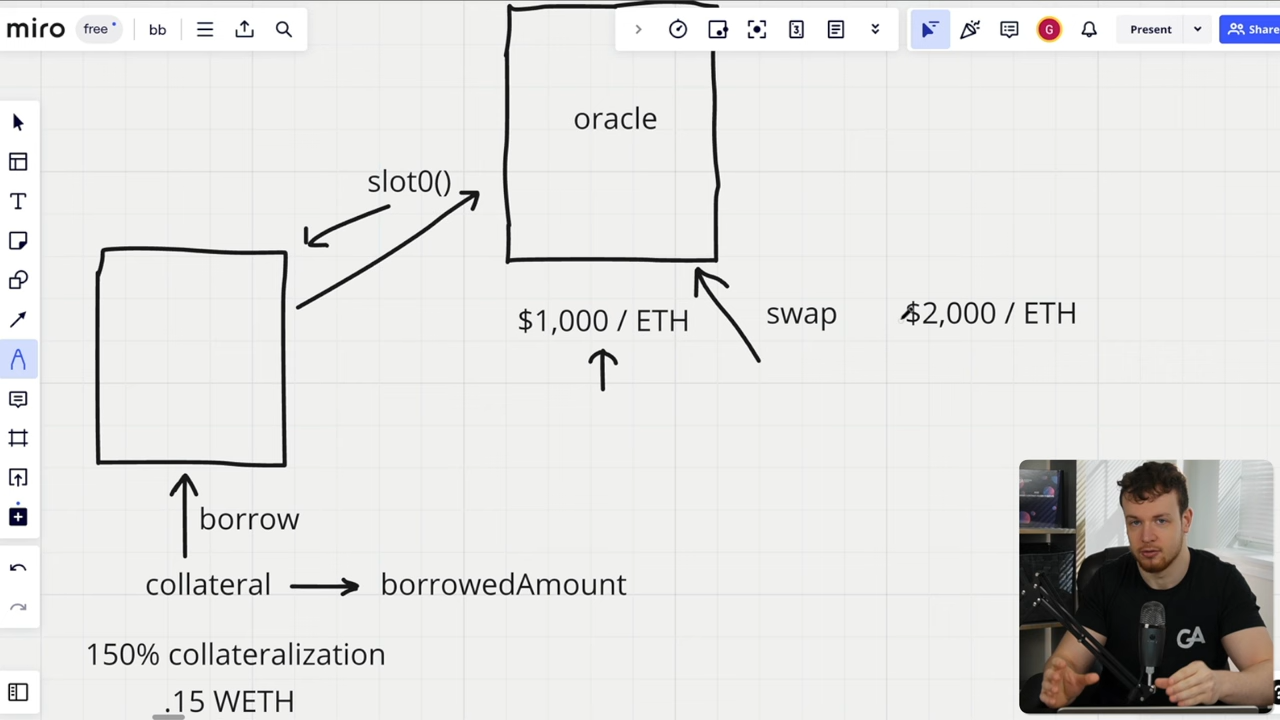 miro free bb
Present
Share
oracle
slot0()
$1,000 / ETH
swap
$2,000 / ETH
borrow
collateral
borrowedAmount
150% collateralization
.15 WETH
GA